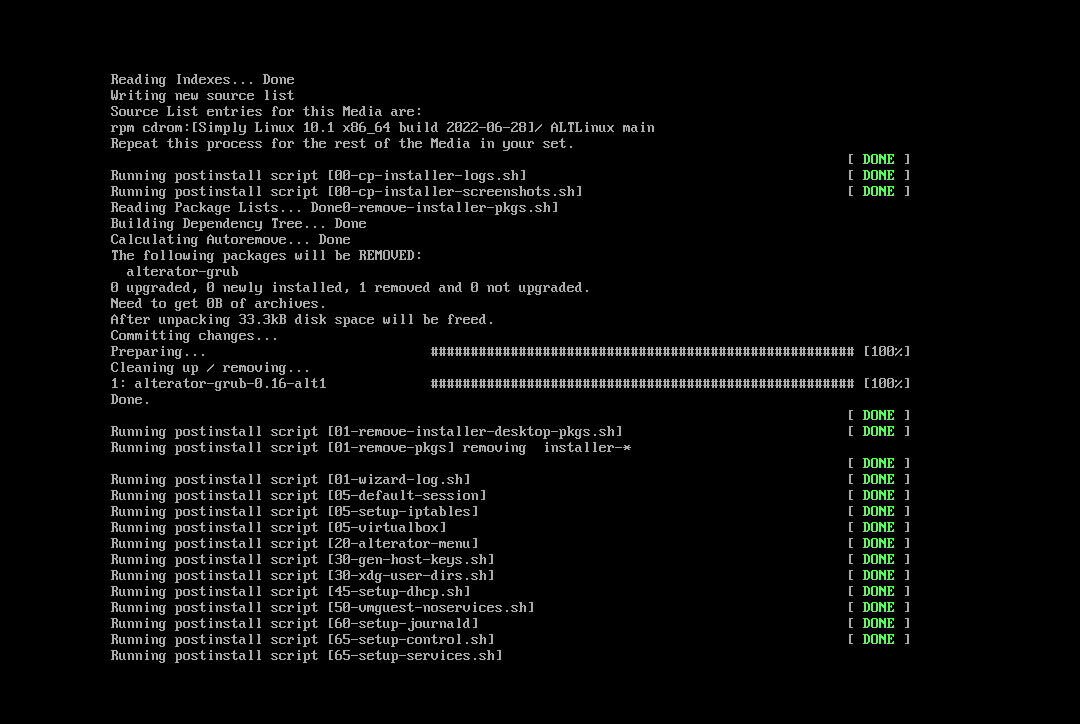 Reading Indexes... Done
Writing new source list
Source List entries for this Media are:
rpm cdrom:[Simply Linux 10.1 x86_64 build 2022-06-28]/ ALTLinux main
Repeat this process for the rest of the Media in your set.
[ DONE ]
Running postinstall script [00-cp-installer-logs.sh] [ DONE ]
Running postinstall script [00-cp-installer-screenshots.sh] [ DONE ]
Reading Package Lists... Done0-remove-installer-pkgs.sh]
Building Dependency Tree... Done
Calculating Autoremove... Done
The following packages will be REMOVED:
  alterator-grub
0 upgraded, 0 newly installed, 1 removed and 0 not upgraded.
Need to get 0B of archives.
After unpacking 33.3kB disk space will be freed.
Committing changes...
Preparing... ##################################################### [100%]
Cleaning up / removing...
1: alterator-grub-0.16-alt1 ##################################################### [100%]
Done.
[ DONE ]
Running postinstall script [01-remove-installer-desktop-pkgs.sh] [ DONE ]
Running postinstall script [01-remove-pkgs] removing  installer-*
[ DONE ]
Running postinstall script [01-wizard-log.sh] [ DONE ]
Running postinstall script [05-default-session] [ DONE ]
Running postinstall script [05-setup-iptables] [ DONE ]
Running postinstall script [05-virtualbox] [ DONE ]
Running postinstall script [20-alterator-menu] [ DONE ]
Running postinstall script [30-gen-host-keys.sh] [ DONE ]
Running postinstall script [30-xdg-user-dirs.sh] [ DONE ]
Running postinstall script [45-setup-dhcp.sh] [ DONE ]
Running postinstall script [50-vmguest-noservices.sh] [ DONE ]
Running postinstall script [60-setup-journald] [ DONE ]
Running postinstall script [65-setup-control.sh] [ DONE ]
Running postinstall script [65-setup-services.sh]